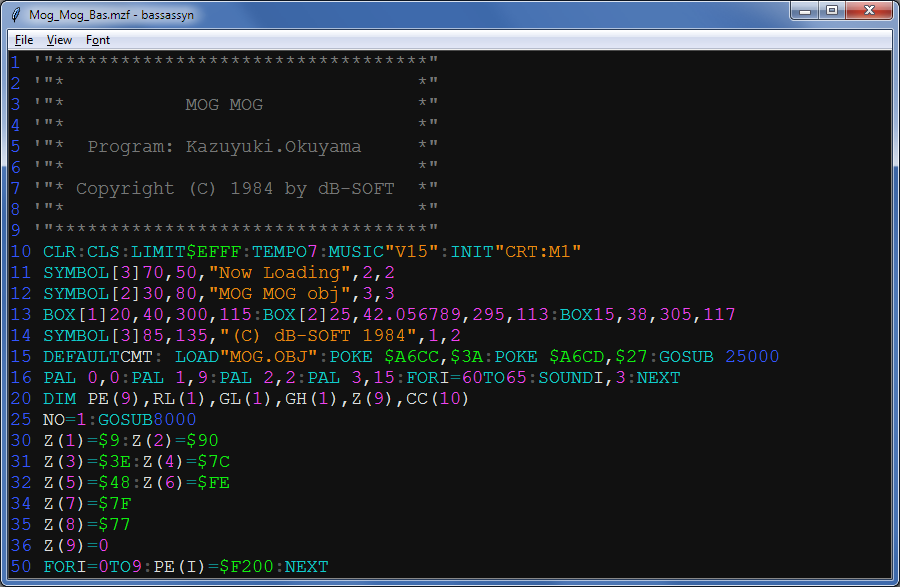 Mog_Mog_Bas.mzf - bassassyn
File View Font
1 '"**********************************"
2 '"* *"
3 '"* MOG MOG *"
4 '"* *"
5 '"* Program: Kazuyuki.Okuyama *"
6 '"* *"
7 '"* Copyright (C) 1984 by dB-SOFT *"
8 '"* *"
9 '"**********************************"
10 CLR:CLS:LIMIT$EFFF:TEMPO7:MUSIC"V15":INIT"CRT:M1"
11 SYMBOL[3]70,50,"Now Loading",2,2
12 SYMBOL[2]30,80,"MOG MOG obj",3,3
13 BOX[1]20,40,300,115:BOX[2]25,42.056789,295,113:BOX15,38,305,117
14 SYMBOL[3]85,135,"(C) dB-SOFT 1984",1,2
15 DEFAULTCMT: LOAD"MOG.OBJ":POKE $A6CC,$3A:POKE $A6CD,$27:GOSUB 25000
16 PAL 0,0:PAL 1,9:PAL 2,2:PAL 3,15:FORI=60TO65:SOUNDI,3:NEXT
20 DIM PE(9),RL(1),GL(1),GH(1),Z(9),CC(10)
25 NO=1:GOSUB8000
30 Z(1)=$9:Z(2)=$90
31 Z(3)=$3E:Z(4)=$7C
32 Z(5)=$48:Z(6)=$FE
34 Z(7)=$7F
35 Z(8)=$77
36 Z(9)=0
50 FORI=0TO9:PE(I)=$F200:NEXT